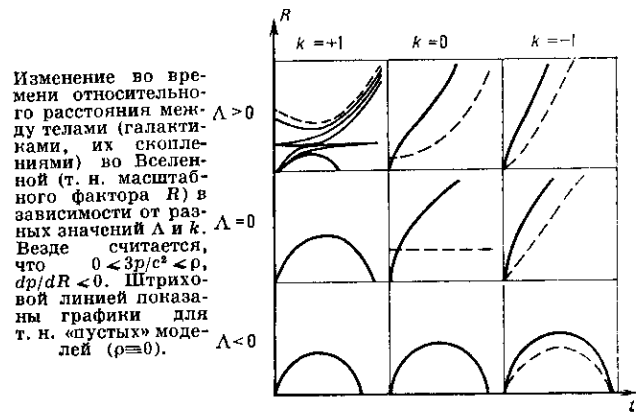 R
k=+1
k=0
k=-1
Изменение во вре-
мени относительно-
го расстояния меж-
ду телами (галакти-
ками, их скопле-
ниями) во Вселен-
ной (т. н. масштаб-
ного фактора R) в
зависимости от раз-
ных значений Λ и k.
Везде считается,
что 0<3p/c²<ρ,
dp/dR<0. Штрихо-
вой линией показа-
ны графики для
т. н. «пустых» моде-
лей (ρ≡0).
Λ>0
Λ=0
Λ<0
t